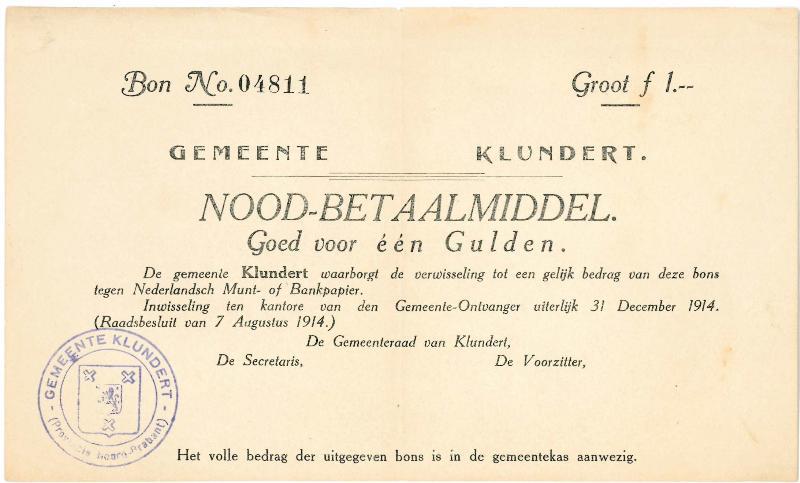 Bon No. 04811
Groot f 1.--
GEMEENTE KLUNDERT.
NOOD-BETAALMIDDEL.
Goed voor één Gulden.
De gemeente Klundert waarborgt de verwisseling tot een gelijk bedrag van deze bons
tegen Nederlandsch Munt- of Bankpapier.
Inwisseling ten kantore van den Gemeente-Ontvanger uiterlijk 31 December 1914.
(Raadsbesluit van 7 Augustus 1914.)
De Gemeenteraad van Klundert,
De Secretaris, De Voorzitter,
- GEMEENTE KLUNDERT -
(Provincie Noord-Brabant)
Het volle bedrag der uitgegeven bons is in de gemeentekas aanwezig.